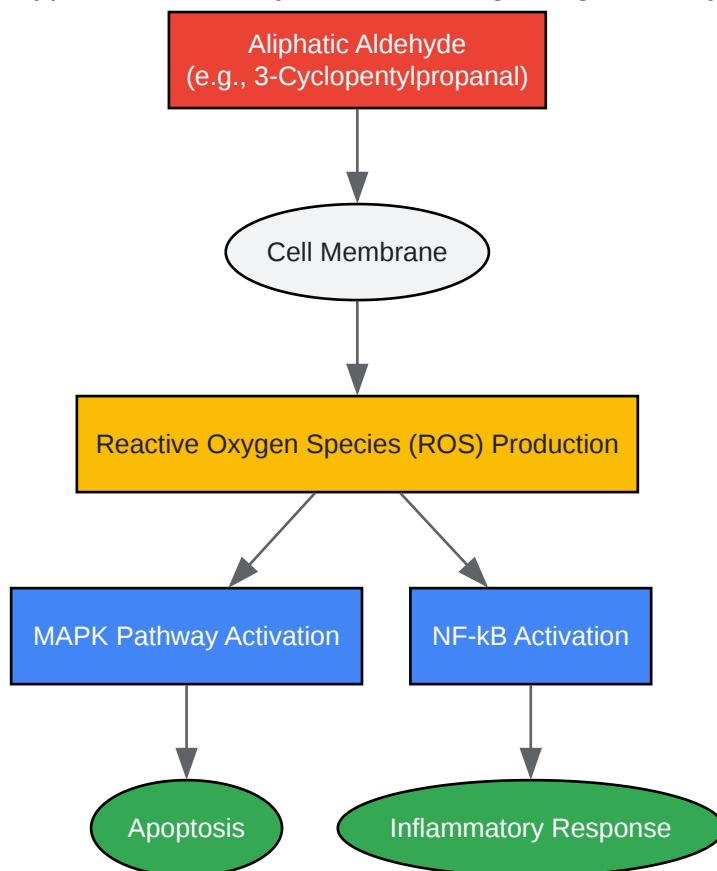 Aliphatic Aldehyde
(e.g., 3-Cyclopentylpropanal)
Cell Membrane
Reactive Oxygen Species (ROS) Production
MAPK Pathway Activation
NF-kB Activation
Apoptosis
Inflammatory Response